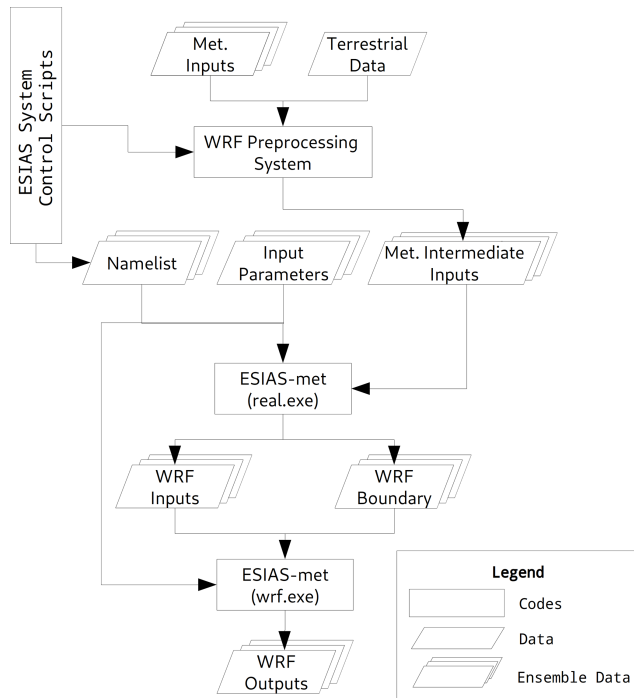 ESIAS System
Control Scripts
Met.
Inputs
Terrestrial
Data
WRF Preprocessing
System
Namelist
Input
Parameters
Met. Intermediate
Inputs
ESIAS-met
(real.exe)
WRF
Inputs
WRF
Boundary
ESIAS-met
(wrf.exe)
WRF
Outputs
Legend
Codes
Data
Ensemble Data